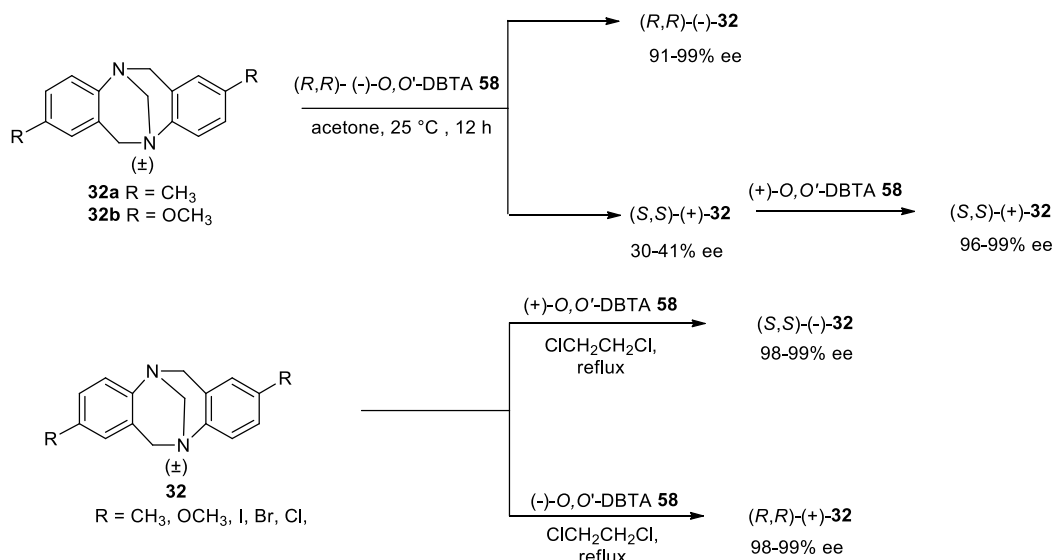 (R,R)-(-)-32
91-99% ee
(R,R)- (-)-O,O'-DBTA 58
acetone, 25 °C , 12 h
N
N
R
R
(±)
32a R = CH₃
32b R = OCH₃
(S,S)-(+)-32
30-41% ee
(+)-O,O'-DBTA 58
(S,S)-(+)-32
96-99% ee
(+)-O,O'-DBTA 58
ClCH₂CH₂Cl,
reflux
(S,S)-(-)-32
98-99% ee
N
N
R
R
(±)
32
R = CH₃, OCH₃, I, Br, Cl,
(-)-O,O'-DBTA 58
ClCH₂CH₂Cl,
reflux
(R,R)-(+)-32
98-99% ee